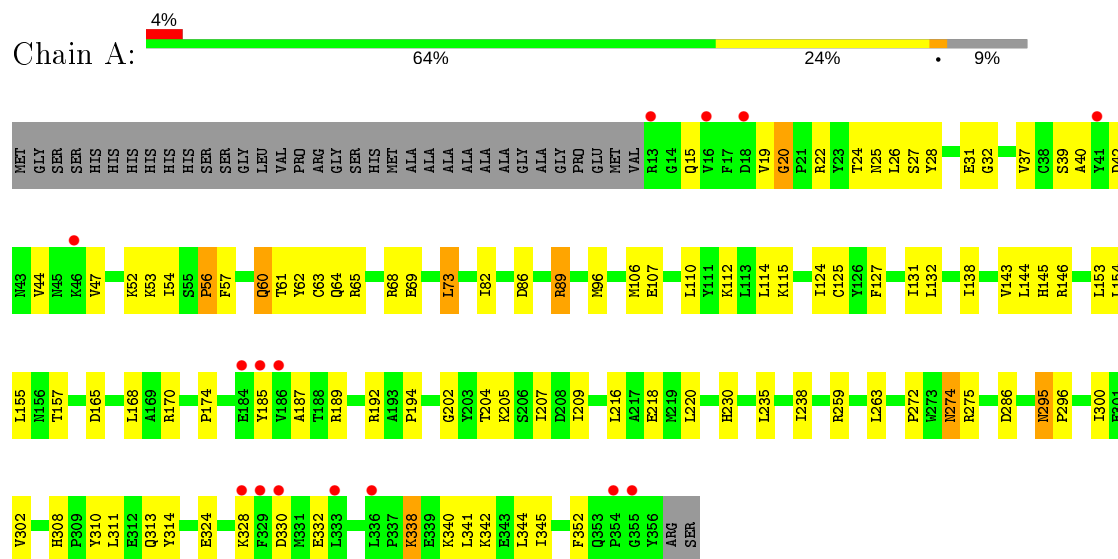 4%
Chain A:
64% 24% • 9%
MET GLY SER SER HIS HIS HIS HIS HIS HIS SER SER GLY LEU VAL PRO ARG GLY SER HIS MET ALA ALA ALA ALA ALA ALA GLY ALA GLY PRO GLU MET VAL R13 G14 Q15 V16 F17 D18 V19 G20 P21 R22 Y23 T24 N25 L26 S27 Y28 E31 G32 V37 C38 S39 A40 Y41 D42
N43 V44 N45 K46 V47 K52 K53 I54 S55 P56 F57 Q60 T61 Y62 C63 Q64 R65 R68 E69 L73 I82 D86 R89 M96 M106 E107 L110 Y111 K112 L113 L114 K115 I124 C125 Y126 F127 I131 L132 I138 V143 L144 H145 R146 L153 L154
L155 N156 T157 D165 L168 A169 R170 P174 E184 Y185 V186 A187 T188 R189 R192 A193 P194 G202 Y203 T204 K205 S206 I207 D208 I209 L216 A217 E218 M219 L220 H230 L235 I238 R259 L263 P272 W273 N274 R275 D286 N295 P296 I300 E301
V302 H308 P309 Y310 L311 E312 Q313 Y314 E324 K328 F329 D330 M331 E332 L333 L336 P337 K338 E339 K340 L341 K342 E343 L344 I345 F352 Q353 P354 G355 Y356 ARG SER